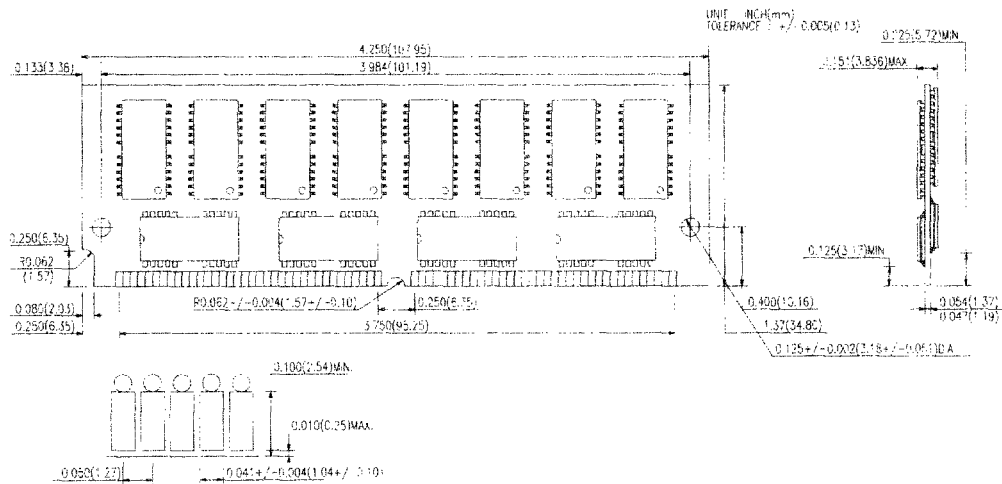 UNIT : INCH(mm)
TOLERANCE : +/- 0.005(0.13)
4.250(107.95)
0.133(3.38)
3.984(101.19)
0.151(3.836)MAX
0.225(5.72)MIN
0.250(6.35)
R0.062
(1.57)
0.080(2.03)
0.250(6.35)
R0.062+/-0.004(1.57+/-0.10)
0.250(6.35)
3.750(95.25)
0.125(3.17)MIN
0.400(10.16)
1.37(34.80)
0.054(1.37)
0.047(1.19)
0.125+/-0.002(3.18+/-0.051)DIA
0.100(2.54)MIN.
0.010(0.25)MAX.
0.050(1.27)
0.041+/-0.004(1.04+/-0.10)